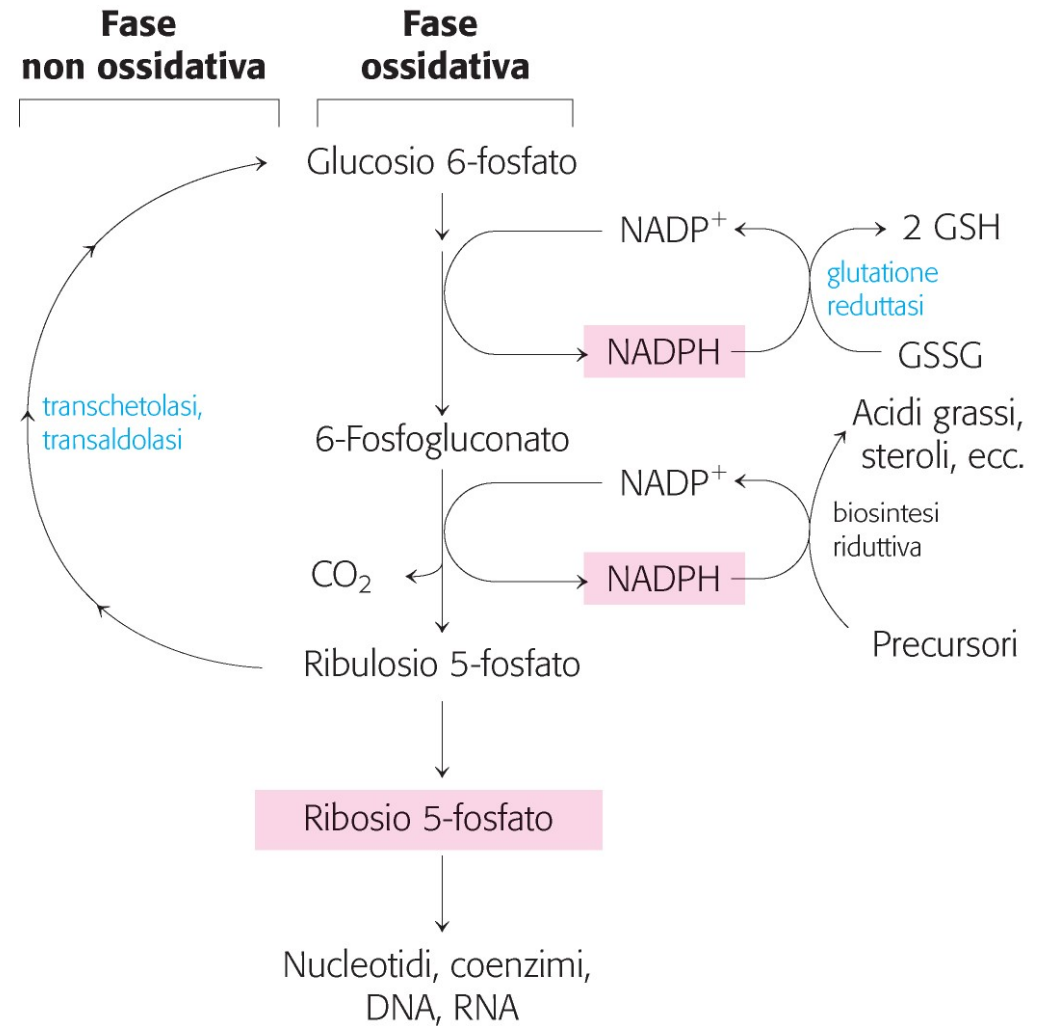 Fase
non ossidativa
Fase
ossidativa
Glucosio 6-fosfato
NADP⁺
2 GSH
glutatione
reduttasi
NADPH
GSSG
transchetolasi,
transaldolasi
6-Fosfogluconato
Acidi grassi,
steroli, ecc.
NADP⁺
biosintesi
riduttiva
CO₂
NADPH
Precursori
Ribulosio 5-fosfato
Ribosio 5-fosfato
Nucleotidi, coenzimi,
DNA, RNA